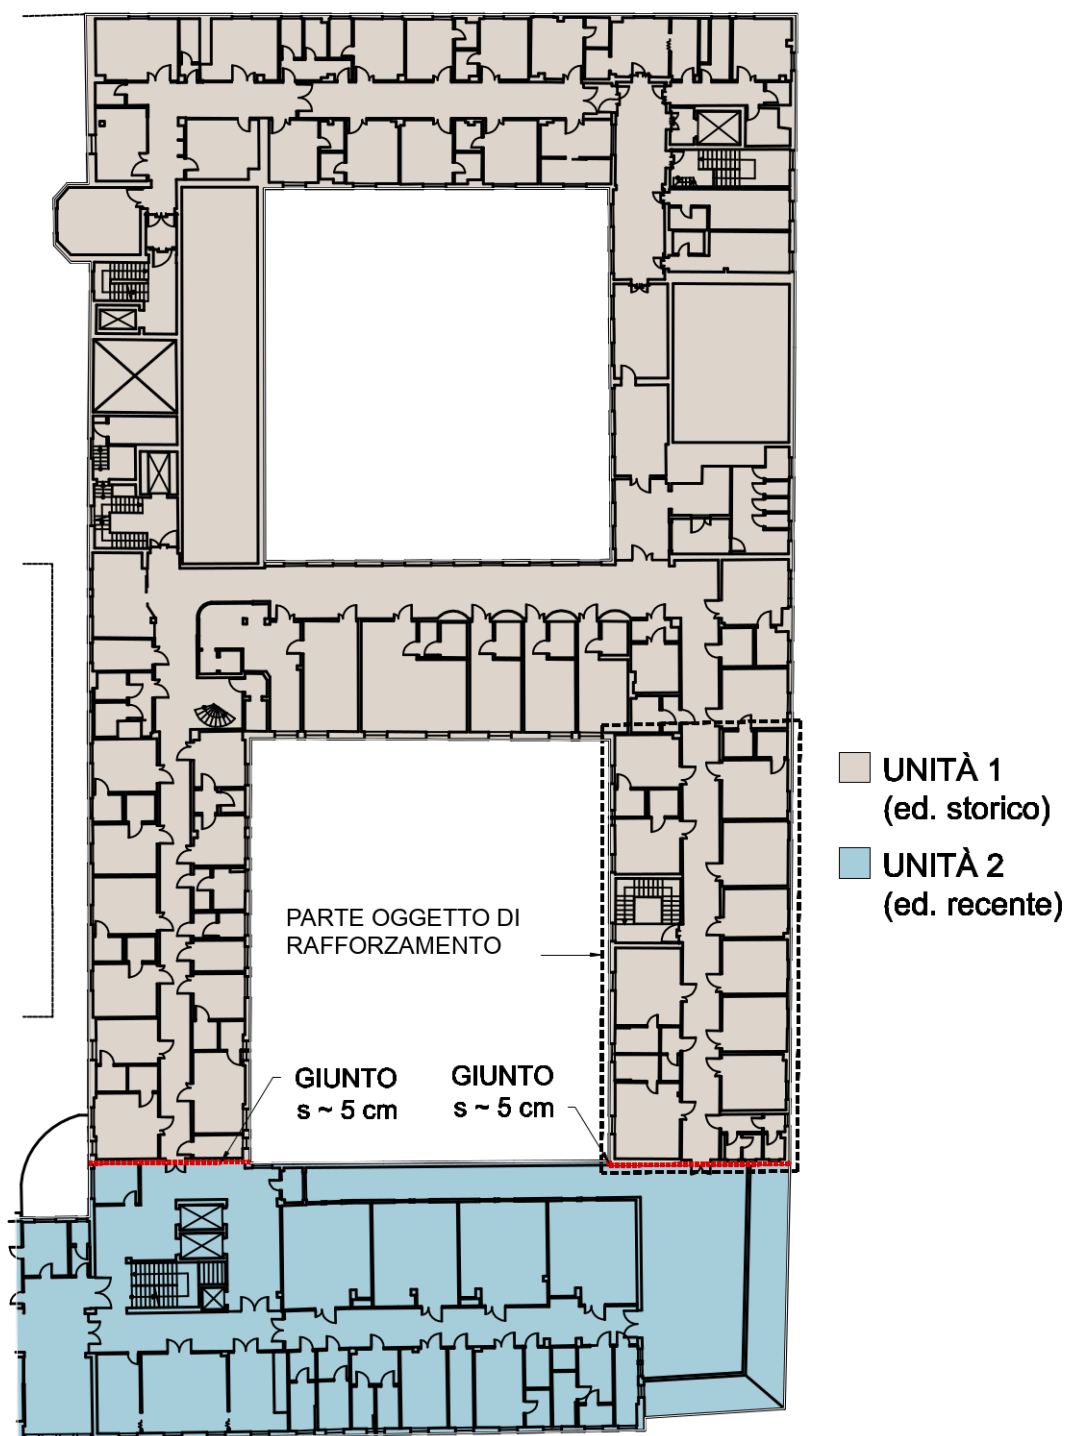 UNITÀ 1
(ed. storico)
UNITÀ 2
(ed. recente)
PARTE OGGETTO DI
RAFFORZAMENTO
GIUNTO
s ~ 5 cm
GIUNTO
s ~ 5 cm